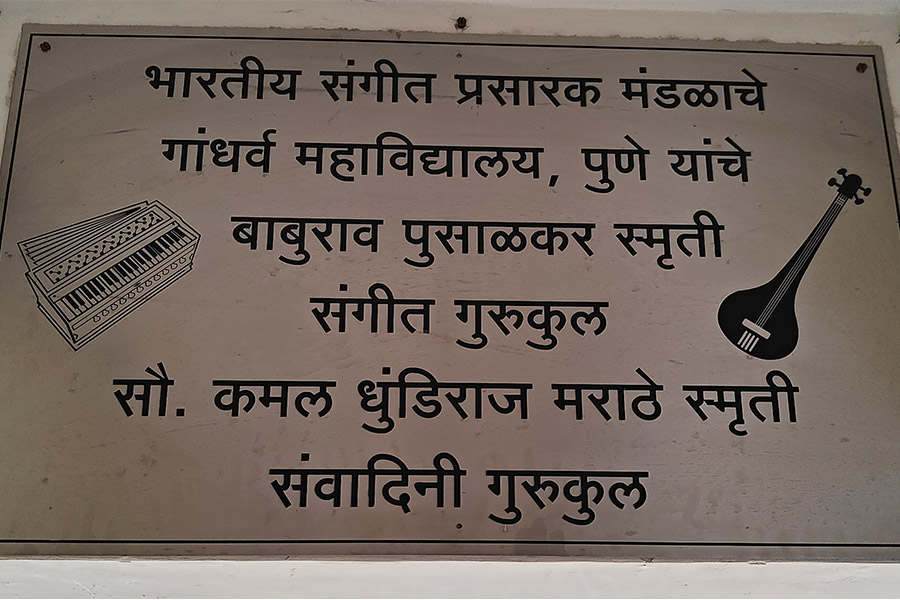 भारतीय संगीत प्रसारक मंडळाचे
गांधर्व महाविद्यालय, पुणे यांचे
बाबुराव पुसाळकर स्मृती
संगीत गुरुकुल
सौ. कमल धुंडिराज मराठे स्मृती
संवादिनी गुरुकुल